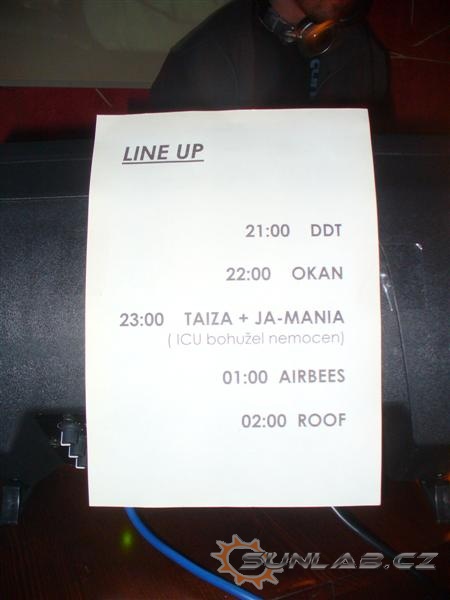 LINE UP
21:00 DDT
22:00 OKAN
23:00 TAIZA + JA-MANIA
( ICU bohužel nemocen)
01:00 AIRBEES
02:00 ROOF
SUNLAB.CZ